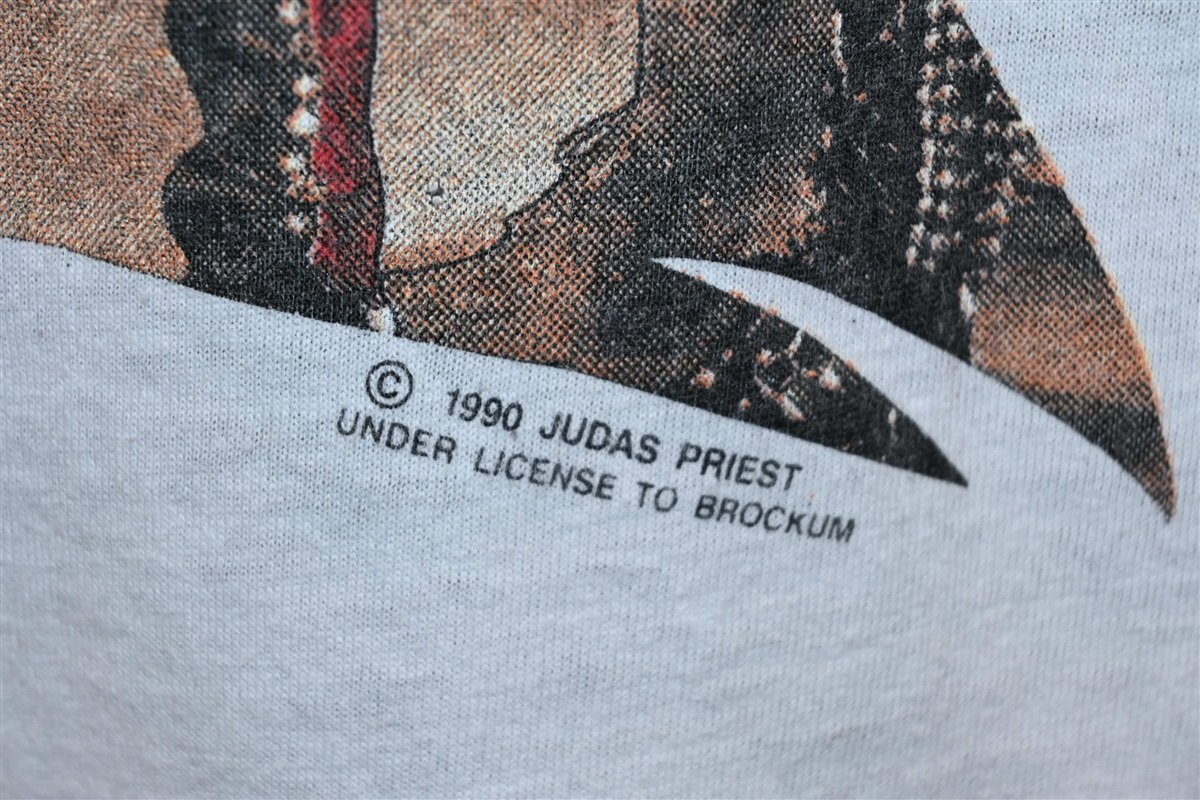 © 1990 JUDAS PRIEST
UNDER LICENSE TO BROCKUM